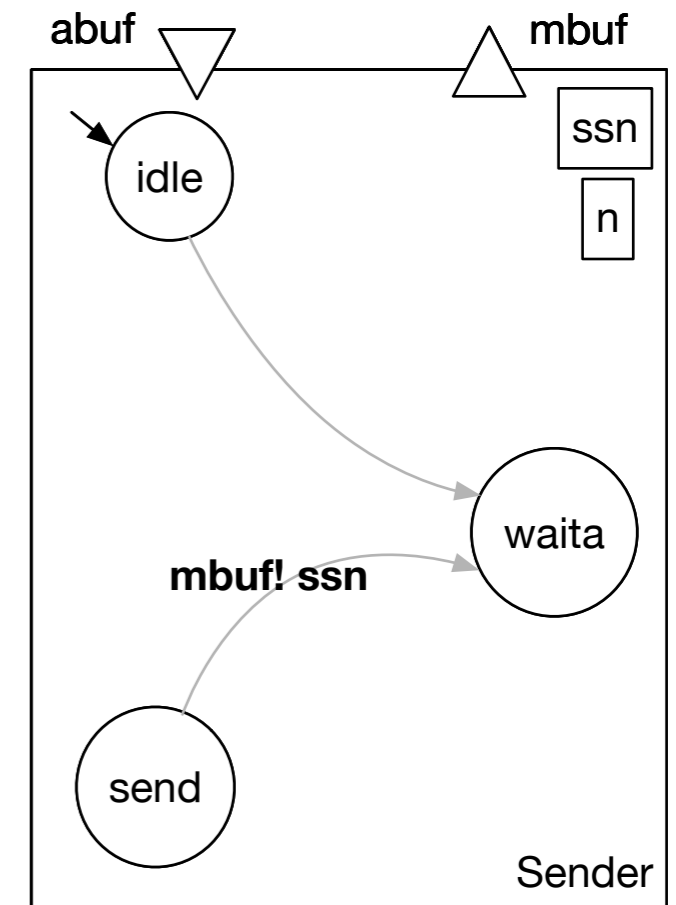 abuf
mbuf
idle
ssn
n
waita
mbuf! ssn
send
Sender